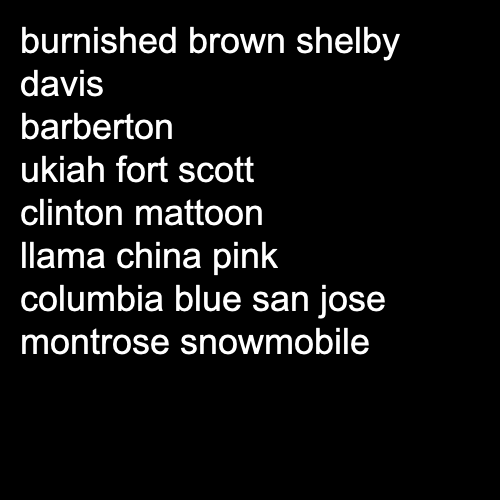 burnished brown shelby
davis
barberton
ukiah fort scott
clinton mattoon
llama china pink
columbia blue san jose
montrose snowmobile